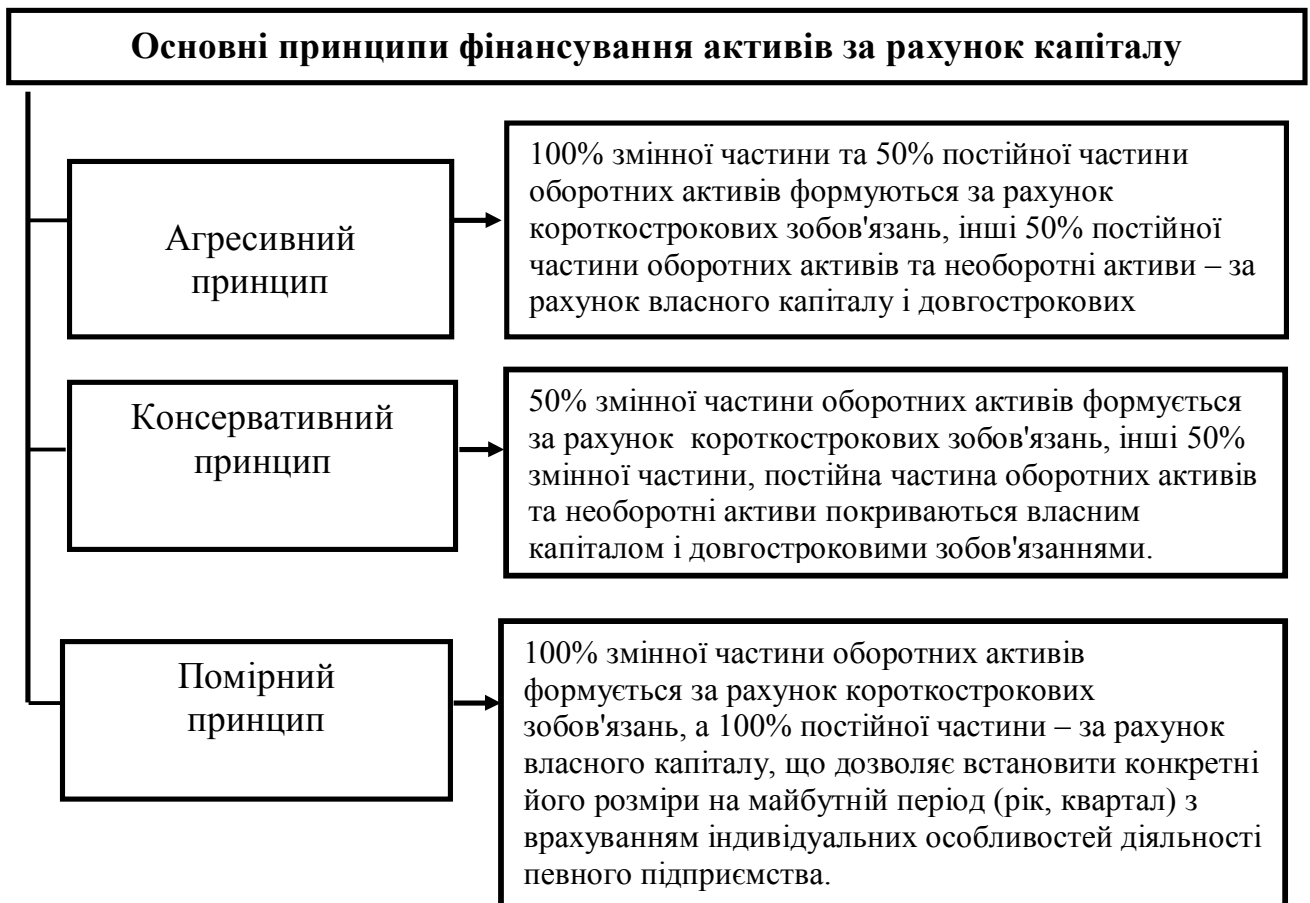 Основні принципи фінансування активів за рахунок капіталу
Агресивний
принцип
100% змінної частини та 50% постійної частини
оборотних активів формуються за рахунок
короткострокових зобов'язань, інші 50% постійної
частини оборотних активів та необоротні активи – за
рахунок власного капіталу і довгострокових
Консервативний
принцип
50% змінної частини оборотних активів формується
за рахунок короткострокових зобов'язань, інші 50%
змінної частини, постійна частина оборотних активів
та необоротні активи покриваються власним
капіталом і довгостроковими зобов'язаннями.
Помірний
принцип
100% змінної частини оборотних активів
формується за рахунок короткострокових
зобов'язань, а 100% постійної частини – за рахунок
власного капіталу, що дозволяє встановити конкретні
його розміри на майбутній період (рік, квартал) з
врахуванням індивідуальних особливостей діяльності
певного підприємства.